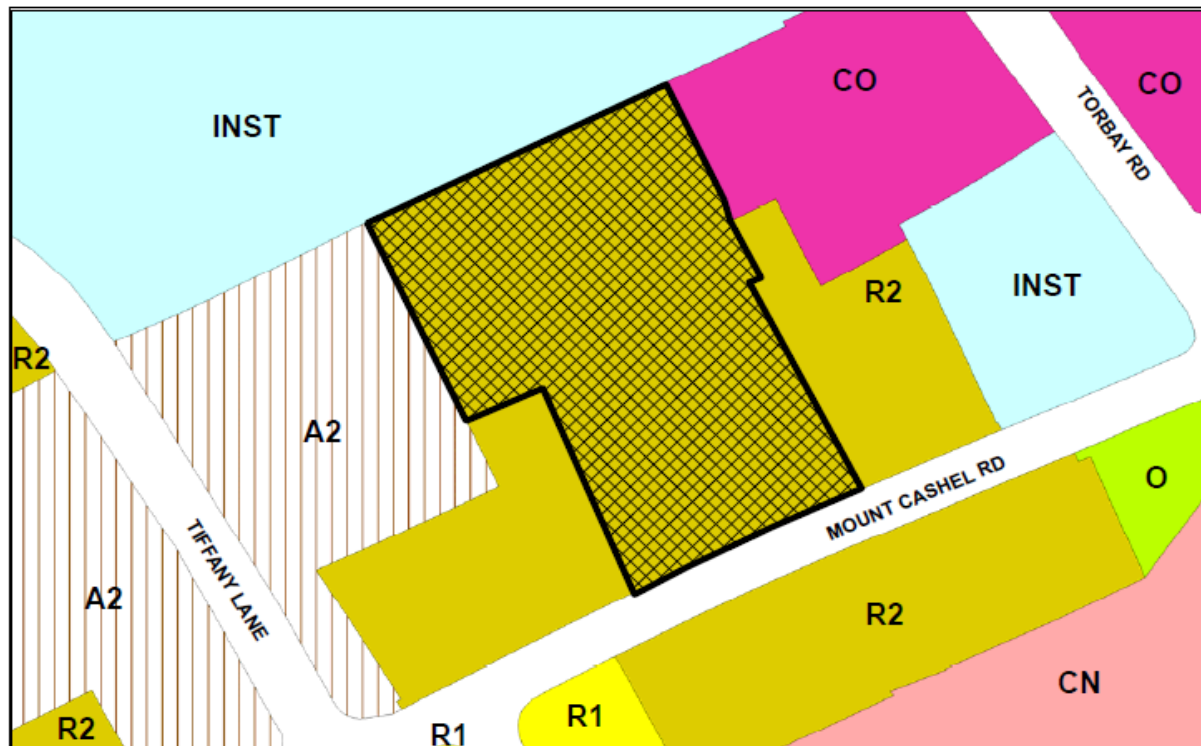 INST
CO
CO
TORBAY RD
INST
R2
R2
A2
O
MOUNT CASHEL RD
TIFFANY LANE
A2
R2
CN
R2
R1
R1